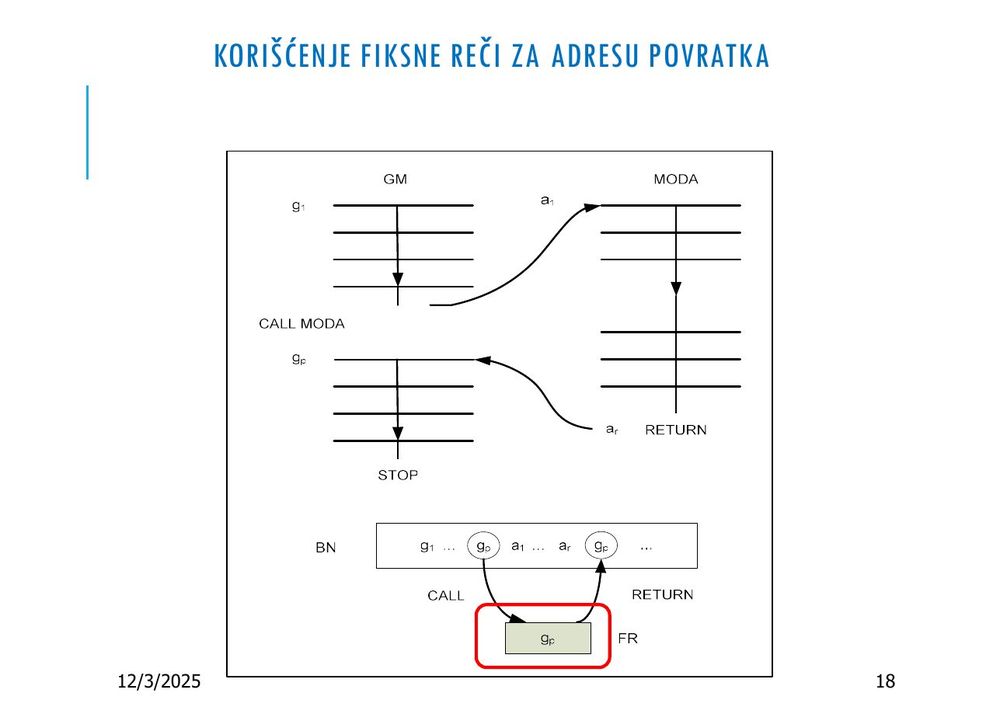 KORIŠĆENJE FIKSNE REČI ZA ADRESU POVRATKA
GM
MODA
g₁
a₁
CALL MODA
gₚ
aᵣ RETURN
STOP
BN g₁ ... gₚ a₁ ... aᵣ gₚ ...
CALL
RETURN
gₚ
FR
12/3/2025
18